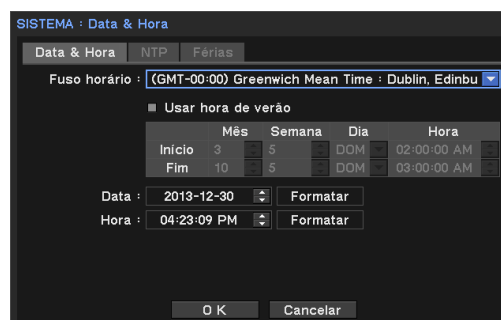 SISTEMA : Data & Hora
Data & Hora NTP Férias
Fuso horário : (GMT-00:00) Greenwich Mean Time : Dublin, Edinbu
Usar hora de verão
Mês Semana Dia Hora
Início 3 5 DOM 02:00:00 AM
Fim 10 5 DOM 03:00:00 AM
Data : 2013-12-30 Formatar
Hora : 04:23:09 PM Formatar
OK Cancelar